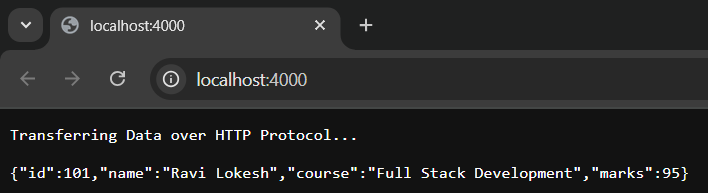 localhost:4000
localhost:4000
Transferring Data over HTTP Protocol...
{"id":101,"name":"Ravi Lokesh","course":"Full Stack Development","marks":95}